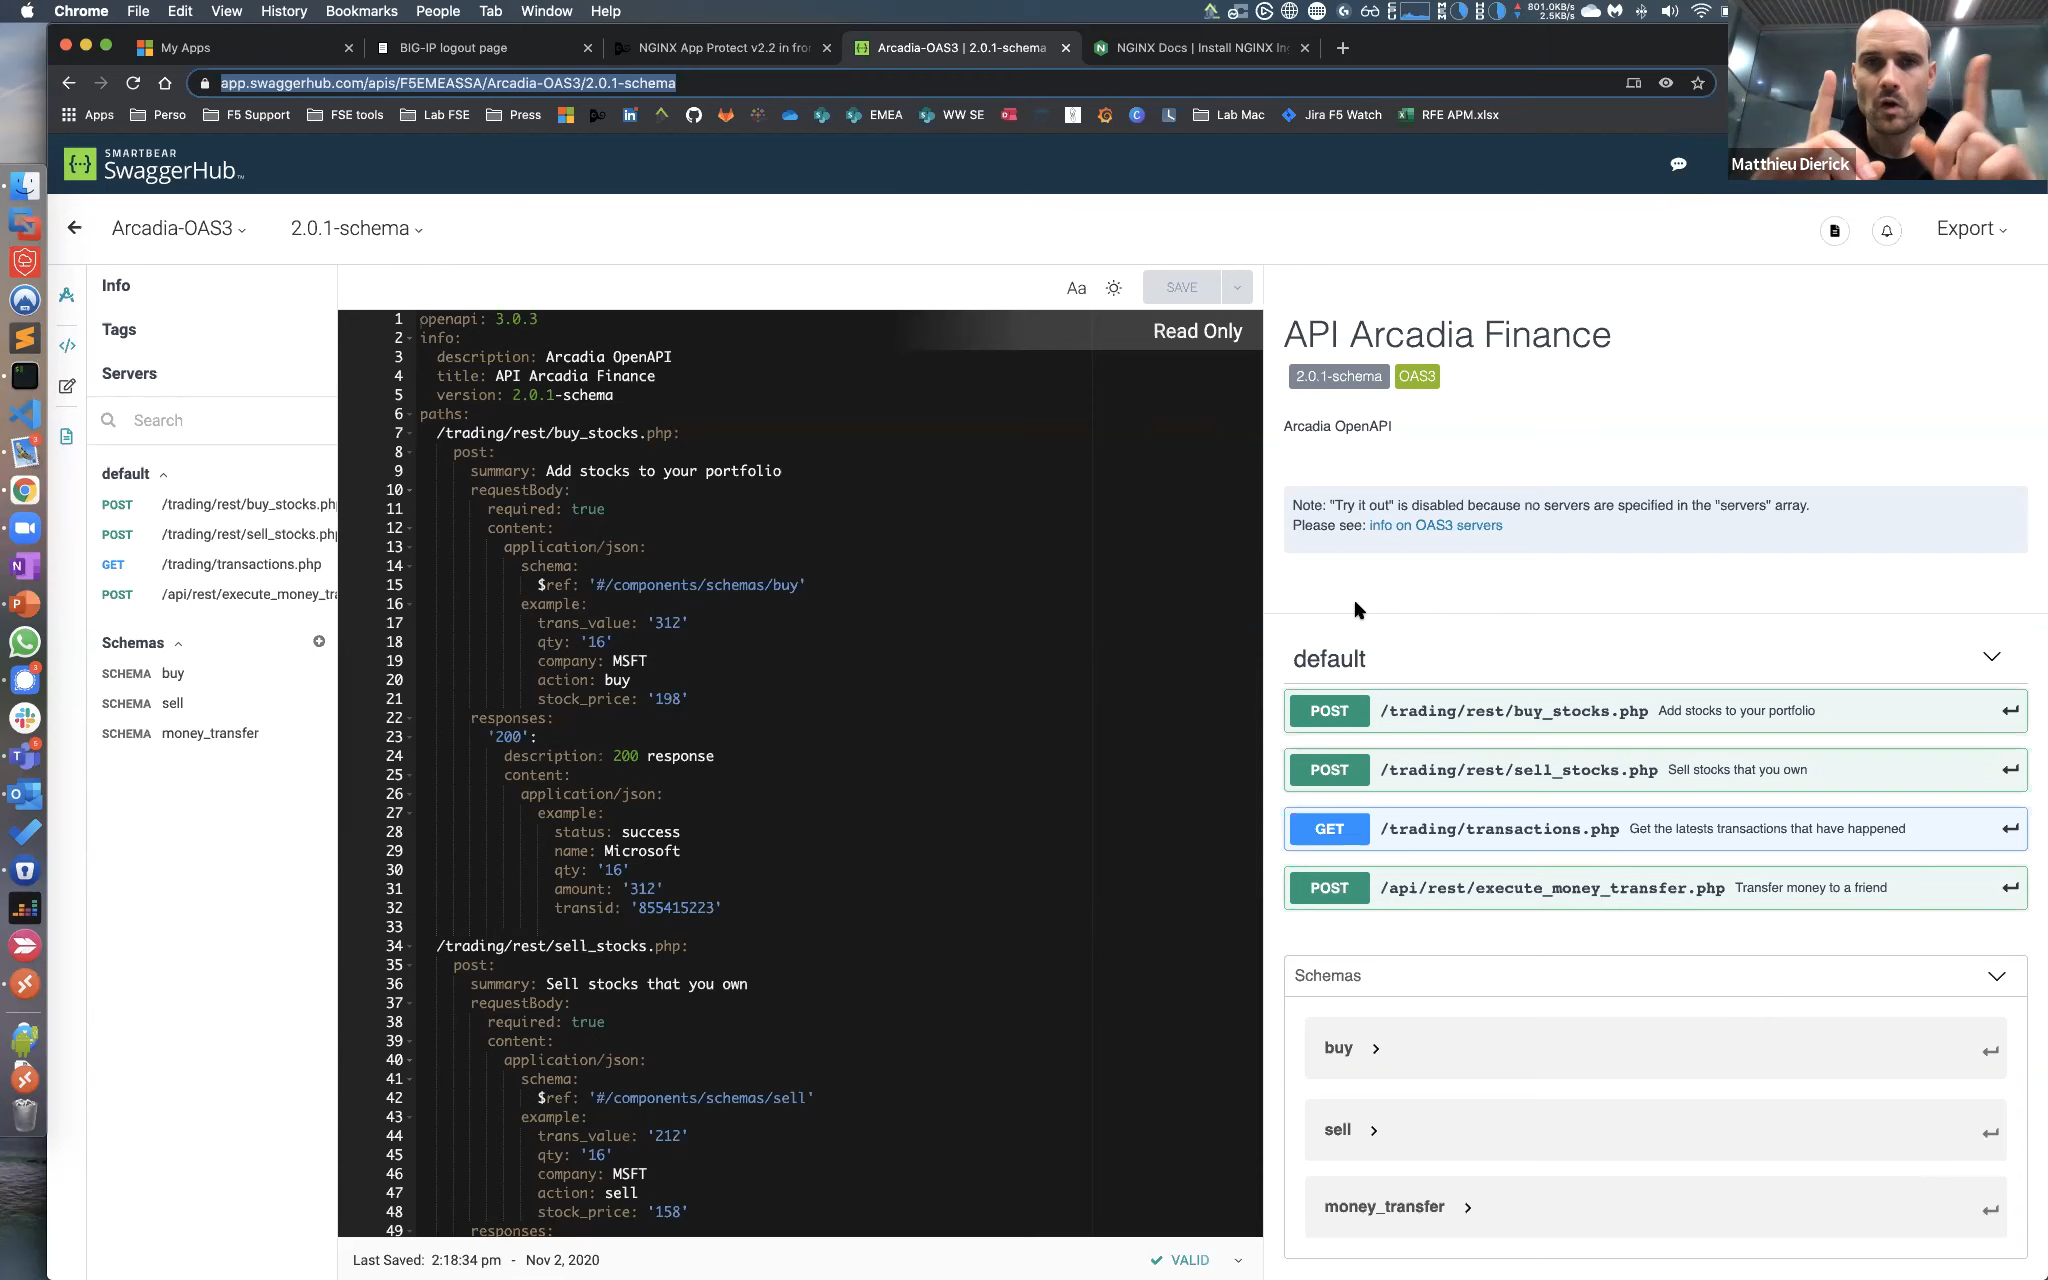 Chrome File Edit View History Bookmarks People Tab Window Help
801.0KB/s
2.5KB/s
My Apps
BIG-IP logout page
NGINX App Protect v2.2 in fro
Arcadia-OAS3 | 2.0.1-schema
NGINX Docs | Install NGINX In
app.swaggerhub.com/apis/F5EMEASSA/Arcadia-OAS3/2.0.1-schema
Apps Perso F5 Support FSE tools Lab FSE Press EMEA WW SE Lab Mac Jira F5 Watch RFE APM.xlsx
Matthieu Dierick
SMARTBEAR
SwaggerHub
Arcadia-OAS3 2.0.1-schema Export
Info
Tags
Servers
Search
default
POST /trading/rest/buy_stocks.ph
POST /trading/rest/sell_stocks.ph
GET /trading/transactions.php
POST /api/rest/execute_money_tra
Schemas
SCHEMA buy
SCHEMA sell
SCHEMA money_transfer
Aa SAVE
Read Only
1 openapi: 3.0.3
2 info:
3 description: Arcadia OpenAPI
4 title: API Arcadia Finance
5 version: 2.0.1-schema
6 paths:
7 /trading/rest/buy_stocks.php:
8 post:
9 summary: Add stocks to your portfolio
10 requestBody:
11 required: true
12 content:
13 application/json:
14 schema:
15 $ref: '#/components/schemas/buy'
16 example:
17 trans_value: '312'
18 qty: '16'
19 company: MSFT
20 action: buy
21 stock_price: '198'
22 responses:
23 '200':
24 description: 200 response
25 content:
26 application/json:
27 example:
28 status: success
29 name: Microsoft
30 qty: '16'
31 amount: '312'
32 transid: '855415223'
33
34 /trading/rest/sell_stocks.php:
35 post:
36 summary: Sell stocks that you own
37 requestBody:
38 required: true
39 content:
40 application/json:
41 schema:
42 $ref: '#/components/schemas/sell'
43 example:
44 trans_value: '212'
45 qty: '16'
46 company: MSFT
47 action: sell
48 stock_price: '158'
49 responses:
Last Saved: 2:18:34 pm - Nov 2, 2020 VALID
API Arcadia Finance
2.0.1-schema OAS3
Arcadia OpenAPI
Note: "Try it out" is disabled because no servers are specified in the "servers" array.
Please see: info on OAS3 servers
default
POST /trading/rest/buy_stocks.php Add stocks to your portfolio
POST /trading/rest/sell_stocks.php Sell stocks that you own
GET /trading/transactions.php Get the latests transactions that have happened
POST /api/rest/execute_money_transfer.php Transfer money to a friend
Schemas
buy
sell
money_transfer